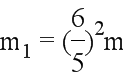 m₁ = (6/5)²m